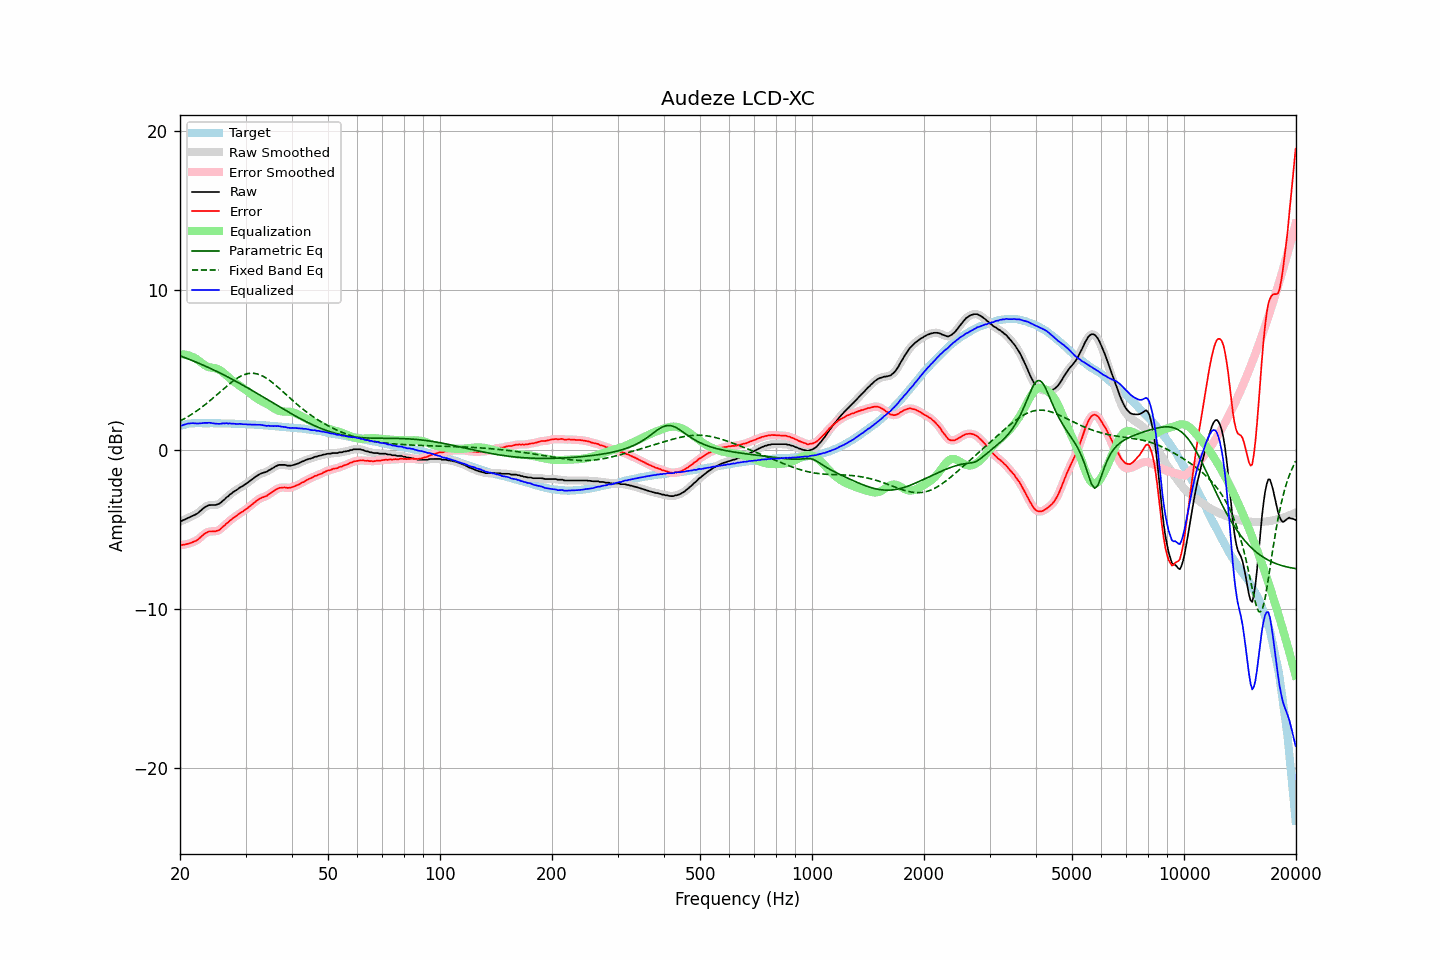 Audeze LCD-XC
Target
Raw Smoothed
Error Smoothed
Raw
Error
Equalization
Parametric Eq
Fixed Band Eq
Equalized
20
10
0
−10
−20
Amplitude (dBr)
20 50 100 200 500 1000 2000 5000 10000 20000
Frequency (Hz)